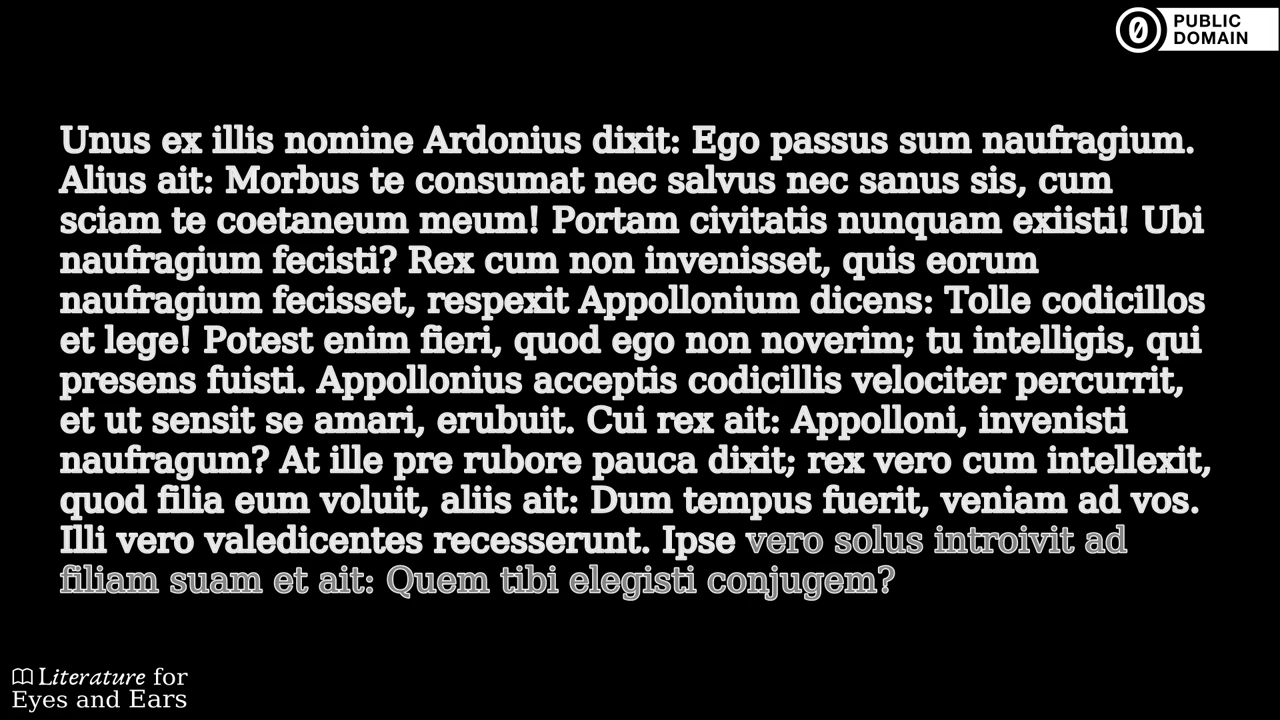 PUBLIC
DOMAIN
Unus ex illis nomine Ardonius dixit: Ego passus sum naufragium.
Alius ait: Morbus te consumat nec salvus nec sanus sis, cum
sciam te coetaneum meum! Portam civitatis nunquam exiisti! Ubi
naufragium fecisti? Rex cum non invenisset, quis eorum
naufragium fecisset, respexit Appollonium dicens: Tolle codicillos
et lege! Potest enim fieri, quod ego non noverim; tu intelligis, qui
presens fuisti. Appollonius acceptis codicillis velociter percurrit,
et ut sensit se amari, erubuit. Cui rex ait: Appolloni, invenisti
naufragum? At ille pre rubore pauca dixit; rex vero cum intellexit,
quod filia eum voluit, aliis ait: Dum tempus fuerit, veniam ad vos.
Illi vero valedicentes recesserunt. Ipse vero solus introivit ad
filiam suam et ait: Quem tibi elegisti conjugem?
Literature for
Eyes and Ears